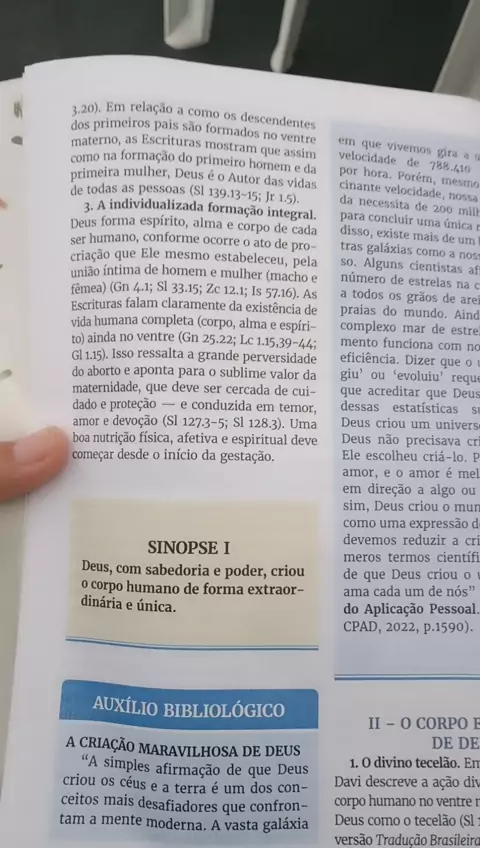 3.20). Em relação a como os descendentes
dos primeiros pais são formados no ventre
materno, as Escrituras mostram que assim
como na formação do primeiro homem e da
primeira mulher, Deus é o Autor das vidas
de todas as pessoas (Sl 139.13-15; Jr 1.5).
3. A individualizada formação integral.
Deus forma espírito, alma e corpo de cada
ser humano, conforme ocorre o ato de pro-
criação que Ele mesmo estabeleceu, pela
união íntima de homem e mulher (macho e
fêmea) (Gn 4.1; Sl 33.15; Zc 12.1; Is 57.16). As
Escrituras falam claramente da existência de
vida humana completa (corpo, alma e espíri-
to) ainda no ventre (Gn 25.22; Lc 1.15,39-44;
Gl 1.15). Isso ressalta a grande perversidade
do aborto e aponta para o sublime valor da
maternidade, que deve ser cercada de cui-
dado e proteção — e conduzida em temor,
amor e devoção (Sl 127.3-5; Sl 128.3). Uma
boa nutrição física, afetiva e espiritual deve
começar desde o início da gestação.
SINOPSE I
Deus, com sabedoria e poder, criou
o corpo humano de forma extraor-
dinária e única.
AUXÍLIO BIBLIOLÓGICO
A CRIAÇÃO MARAVILHOSA DE DEUS
"A simples afirmação de que Deus
criou os céus e a terra é um dos con-
ceitos mais desafiadores que confron-
tam a mente moderna. A vasta galáxia
em que vivemos gira a
velocidade de 788.410
por hora. Porém, mesmo
cinante velocidade, nossa
da necessita de 200
para concluir uma única
disso, existe mais de um
tras galáxias como a
so. Alguns cientistas
número de estrelas na
a todos os grãos de
praias do mundo.
complexo mar de
mento funciona com
eficiência. Dizer que o
giu' ou 'evoluiu'
que acreditar que Deus
dessas estatísticas
Deus criou um
Deus não precisava
Ele escolheu criá-lo.
amor, e o amor é
em direção a algo ou
sim, Deus criou o
como uma expressão
devemos reduzir a
meros termos
de que Deus criou o
ama cada um de nós"
do Aplicação Pessoal.
CPAD, 2022, p.1590).
II – O CORPO
DE
1. O divino tecelão.
Davi descreve a ação
corpo humano no ventre
Deus como o tecelão (Sl
versão Tradução Brasileira